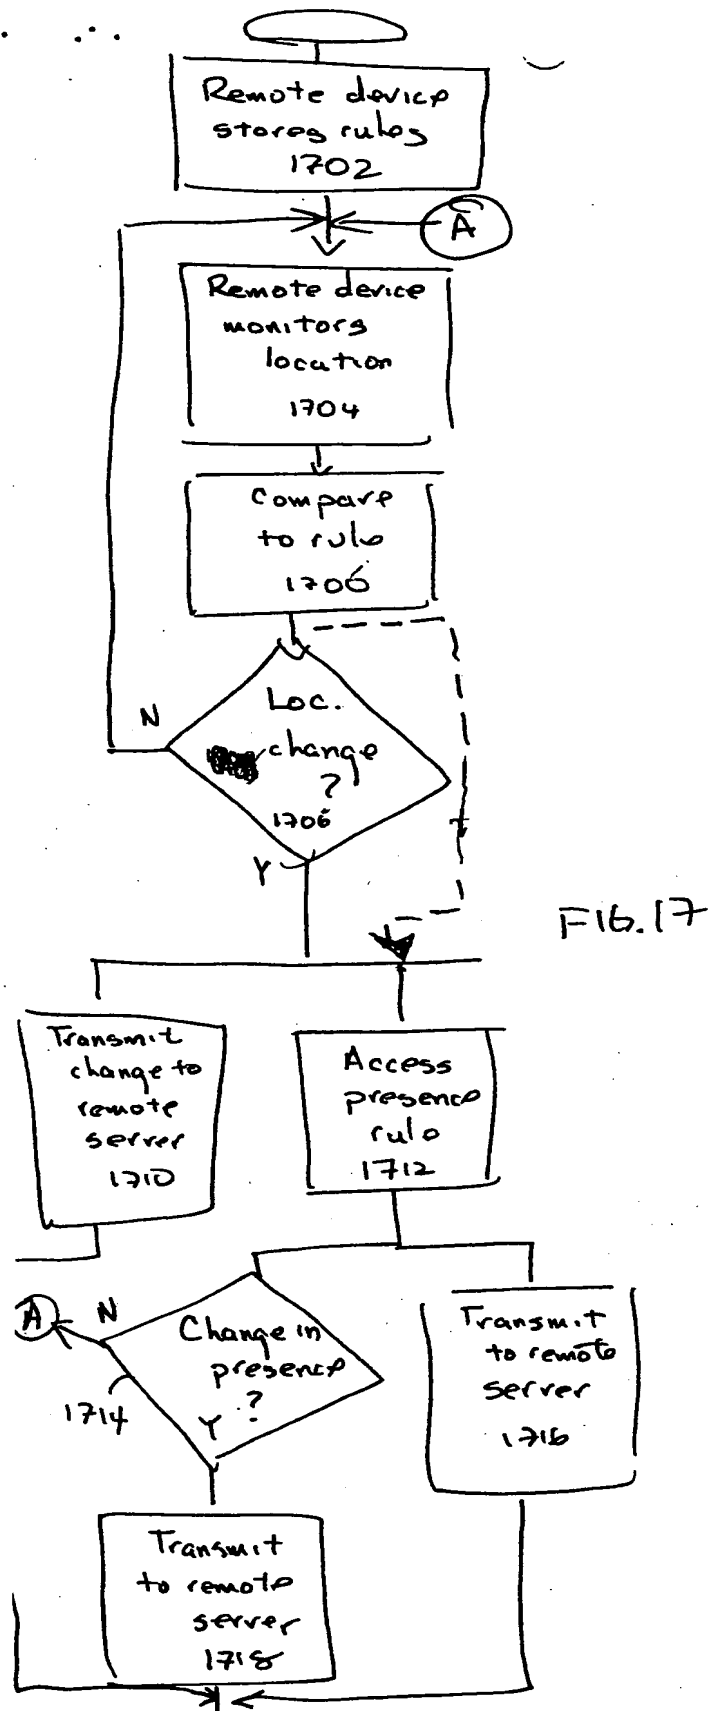 Remote device
stores rules
1702
A
Remote device
monitors
location
1704
Compare
to rule
1706
Loc.
change
?
1706
N
Y
FIG.17
Transmit
change to
remote
server
1710
Access
presence
rule
1712
A
N
Change in
presence
?
Y
1714
Transmit
to remote
server
1716
Transmit
to remote
server
1718